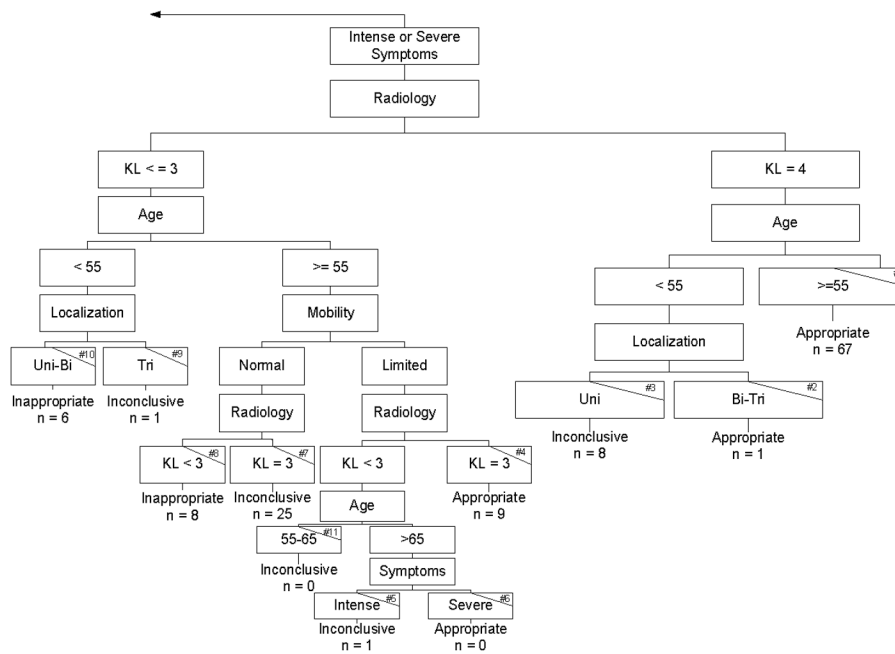 Intense or Severe
Symptoms
Radiology
KL < = 3
KL = 4
Age
Age
< 55
>= 55
< 55
>=55
Localization
Mobility
Localization
Appropriate
n = 67
Uni-Bi
#10
Tri
#9
Normal
Limited
Inappropriate
n = 6
Inconclusive
n = 1
Radiology
Radiology
Uni
#3
Bi-Tri
#2
Inconclusive
n = 8
Appropriate
n = 1
KL < 3
#8
KL = 3
#7
KL < 3
KL = 3
#4
Inappropriate
n = 8
Inconclusive
n = 25
Age
Appropriate
n = 9
55-65
#11
>65
Inconclusive
n = 0
Symptoms
Intense
#5
Severe
#6
Inconclusive
n = 1
Appropriate
n = 0